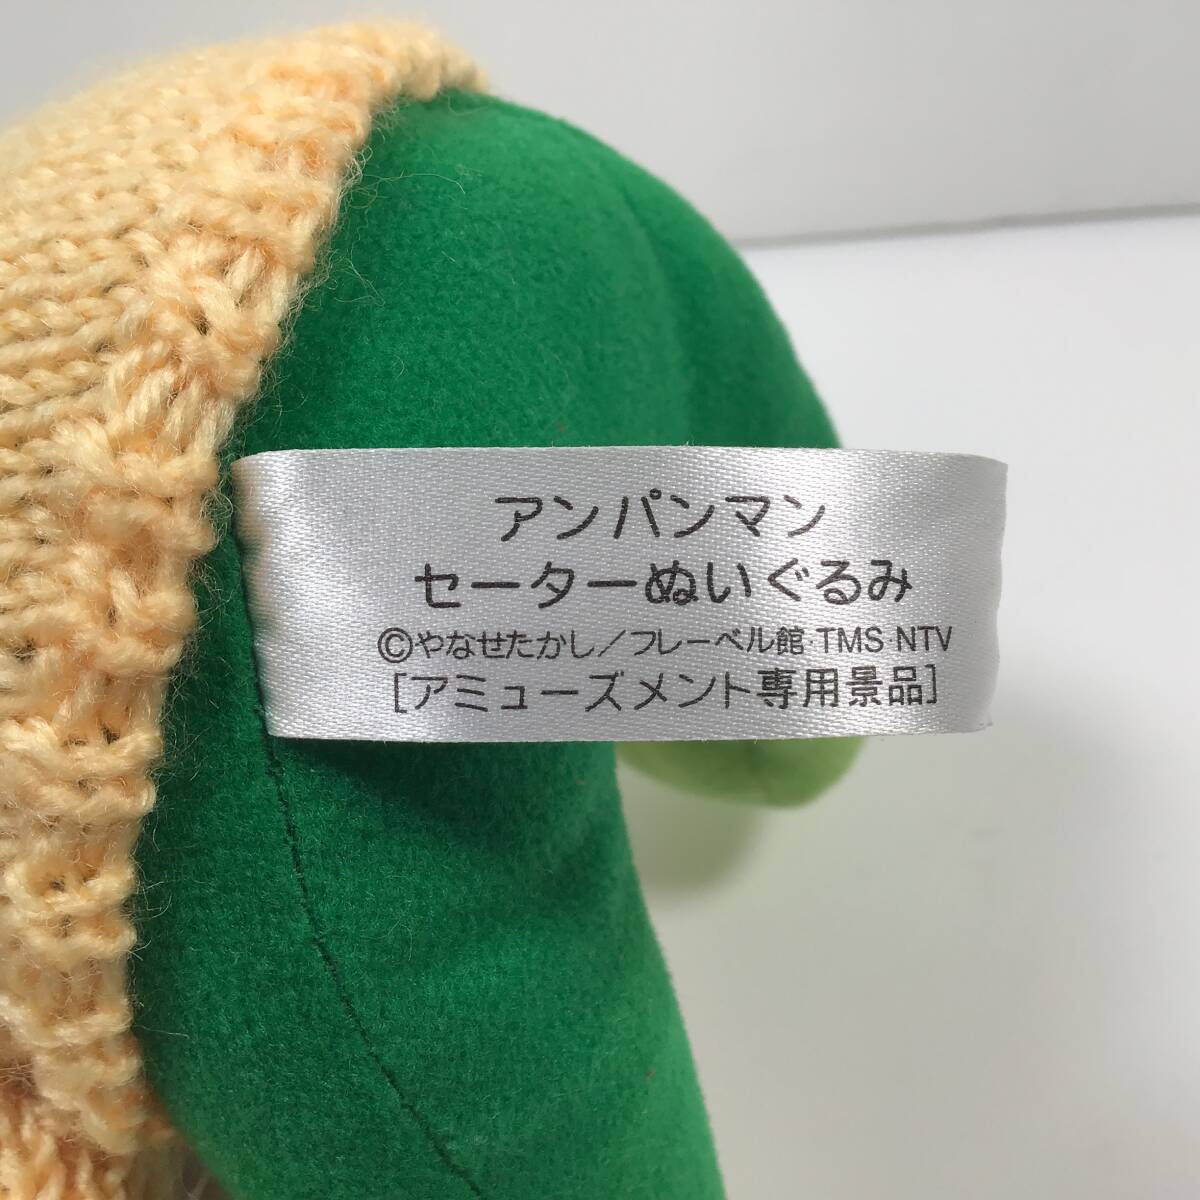 アンパンマン
セーターぬいぐるみ
©やなせたかし/フレーベル館 TMS NTV
[アミューズメント専用景品]